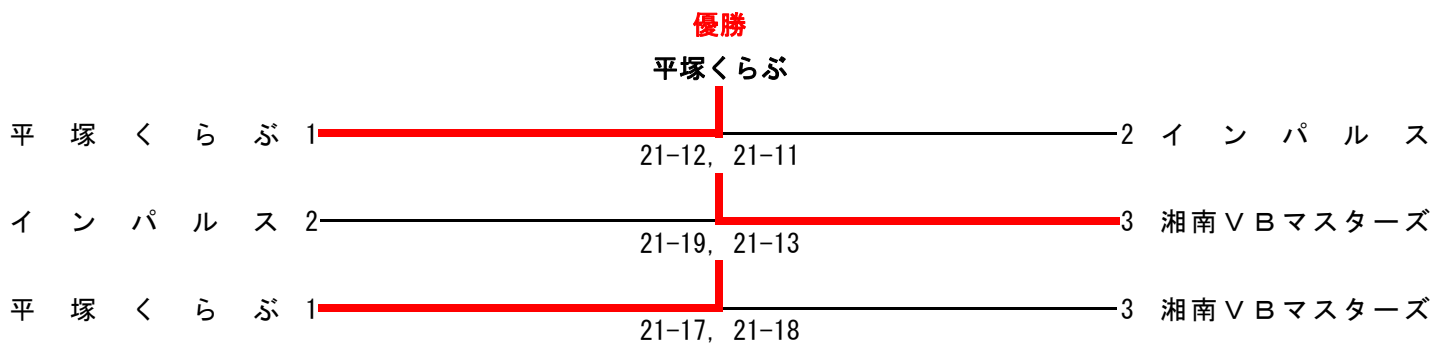 優勝
平塚くらぶ
平塚くらぶ 1 2 インパルス
21-12, 21-11
インパルス 2 3 湘南ＶＢマスターズ
21-19, 21-13
平塚くらぶ 1 3 湘南ＶＢマスターズ
21-17, 21-18